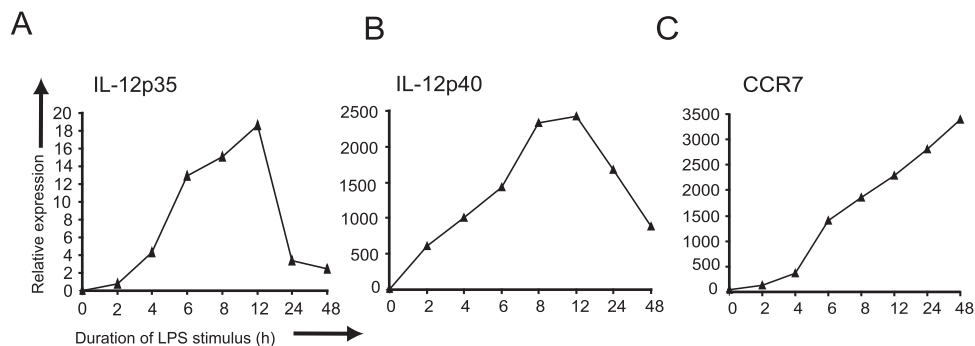 A
B
C
IL-12p35
IL-12p40
CCR7
Relative expression
20
18
16
14
12
10
8
6
4
2
0
0 2 4 6 8 12 24 48
2500
2000
1500
1000
500
0
0 2 4 6 8 12 24 48
3500
3000
2500
2000
1500
1000
500
0
0 2 4 6 8 12 24 48
Duration of LPS stimulus (h)